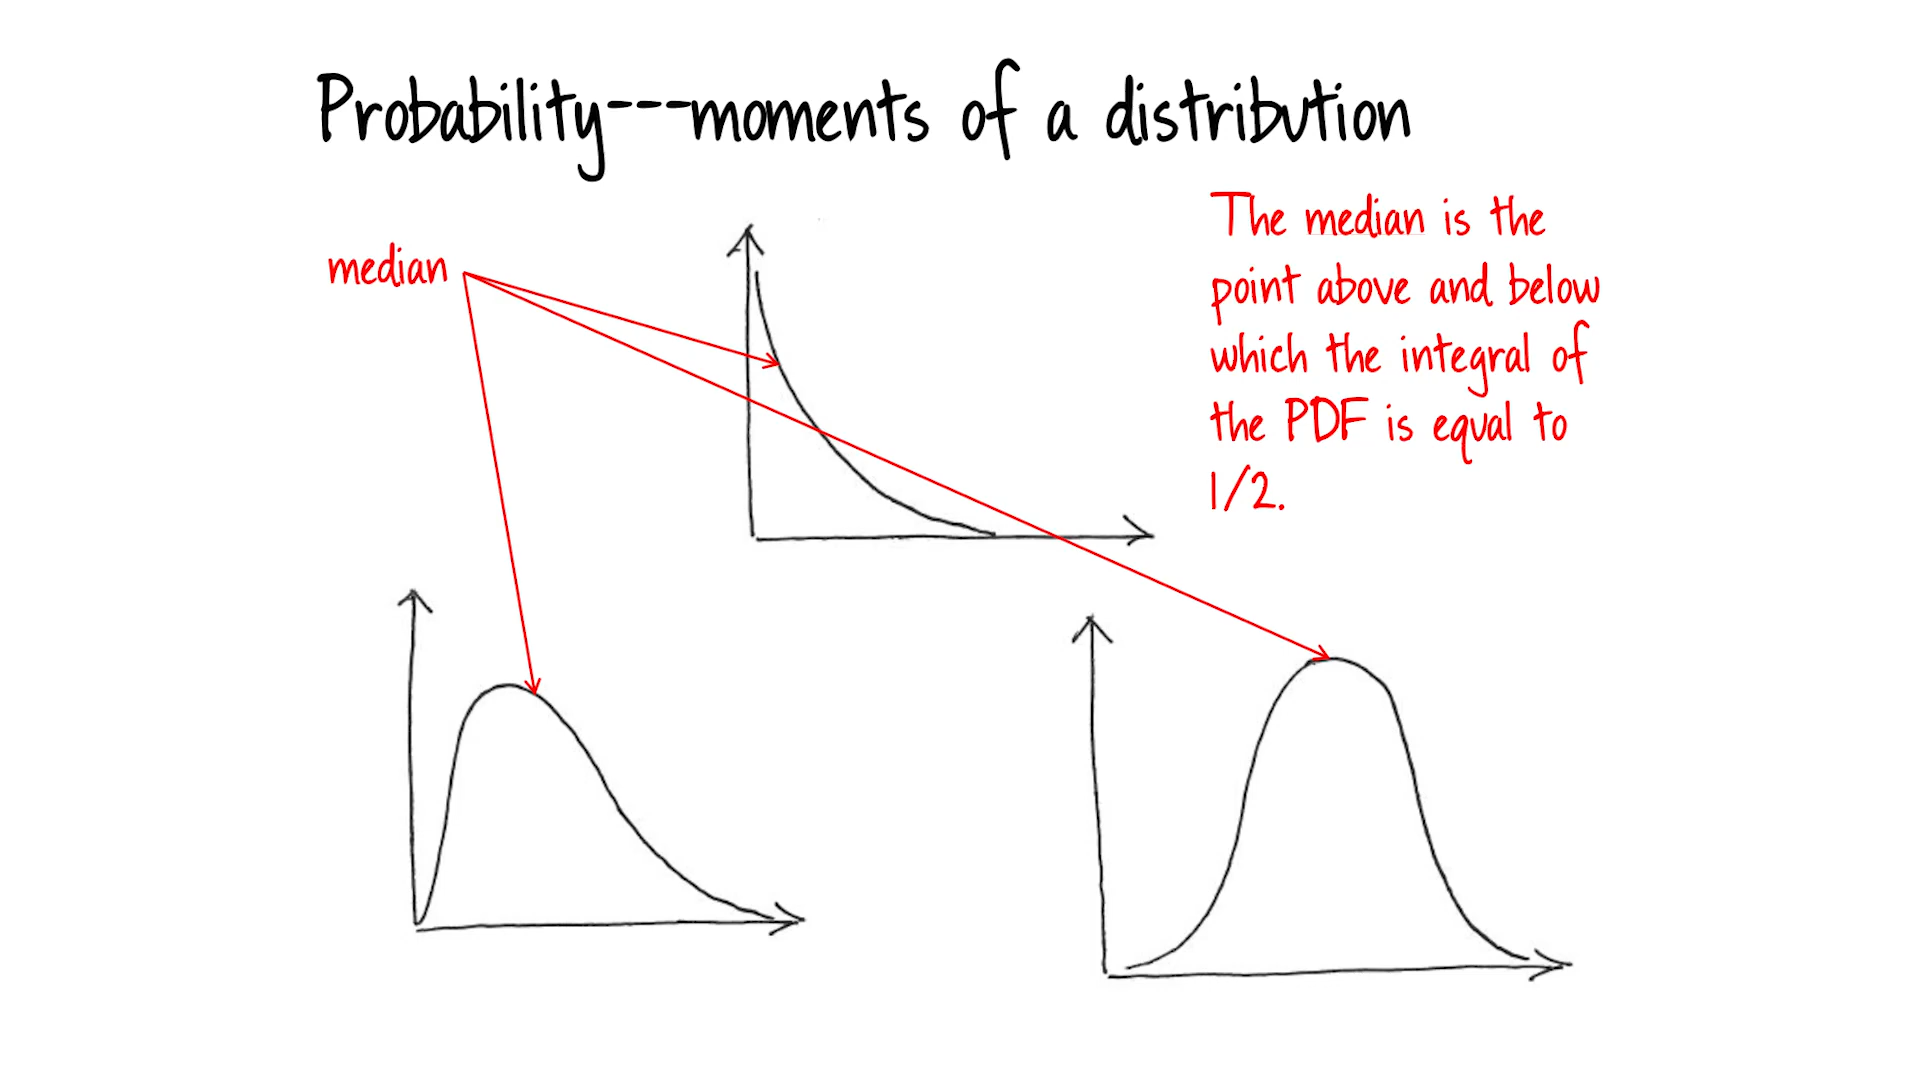 Probability---moments of a distribution
median
The median is the
point above and below
which the integral of
the PDF is equal to
1/2.